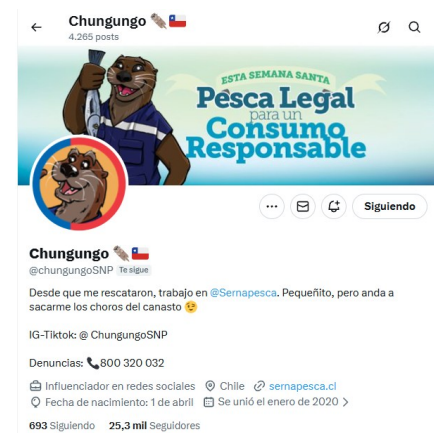 Chungungo
4.265 posts
ESTA SEMANA SANTA
Pesca Legal
para un
Consumo
Responsable
Siguiendo
Chungungo
@chungungoSNP Te sigue
Desde que me rescataron, trabajo en @Sernapesca. Pequeñito, pero anda a
sacarme los choros del canasto 😉
IG-Tiktok: @ ChungungoSNP
Denuncias: 📞800 320 032
Influenciador en redes sociales Chile sernapesca.cl
Fecha de nacimiento: 1 de abril Se unió el enero de 2020
693 Siguiendo 25,3 mil Seguidores